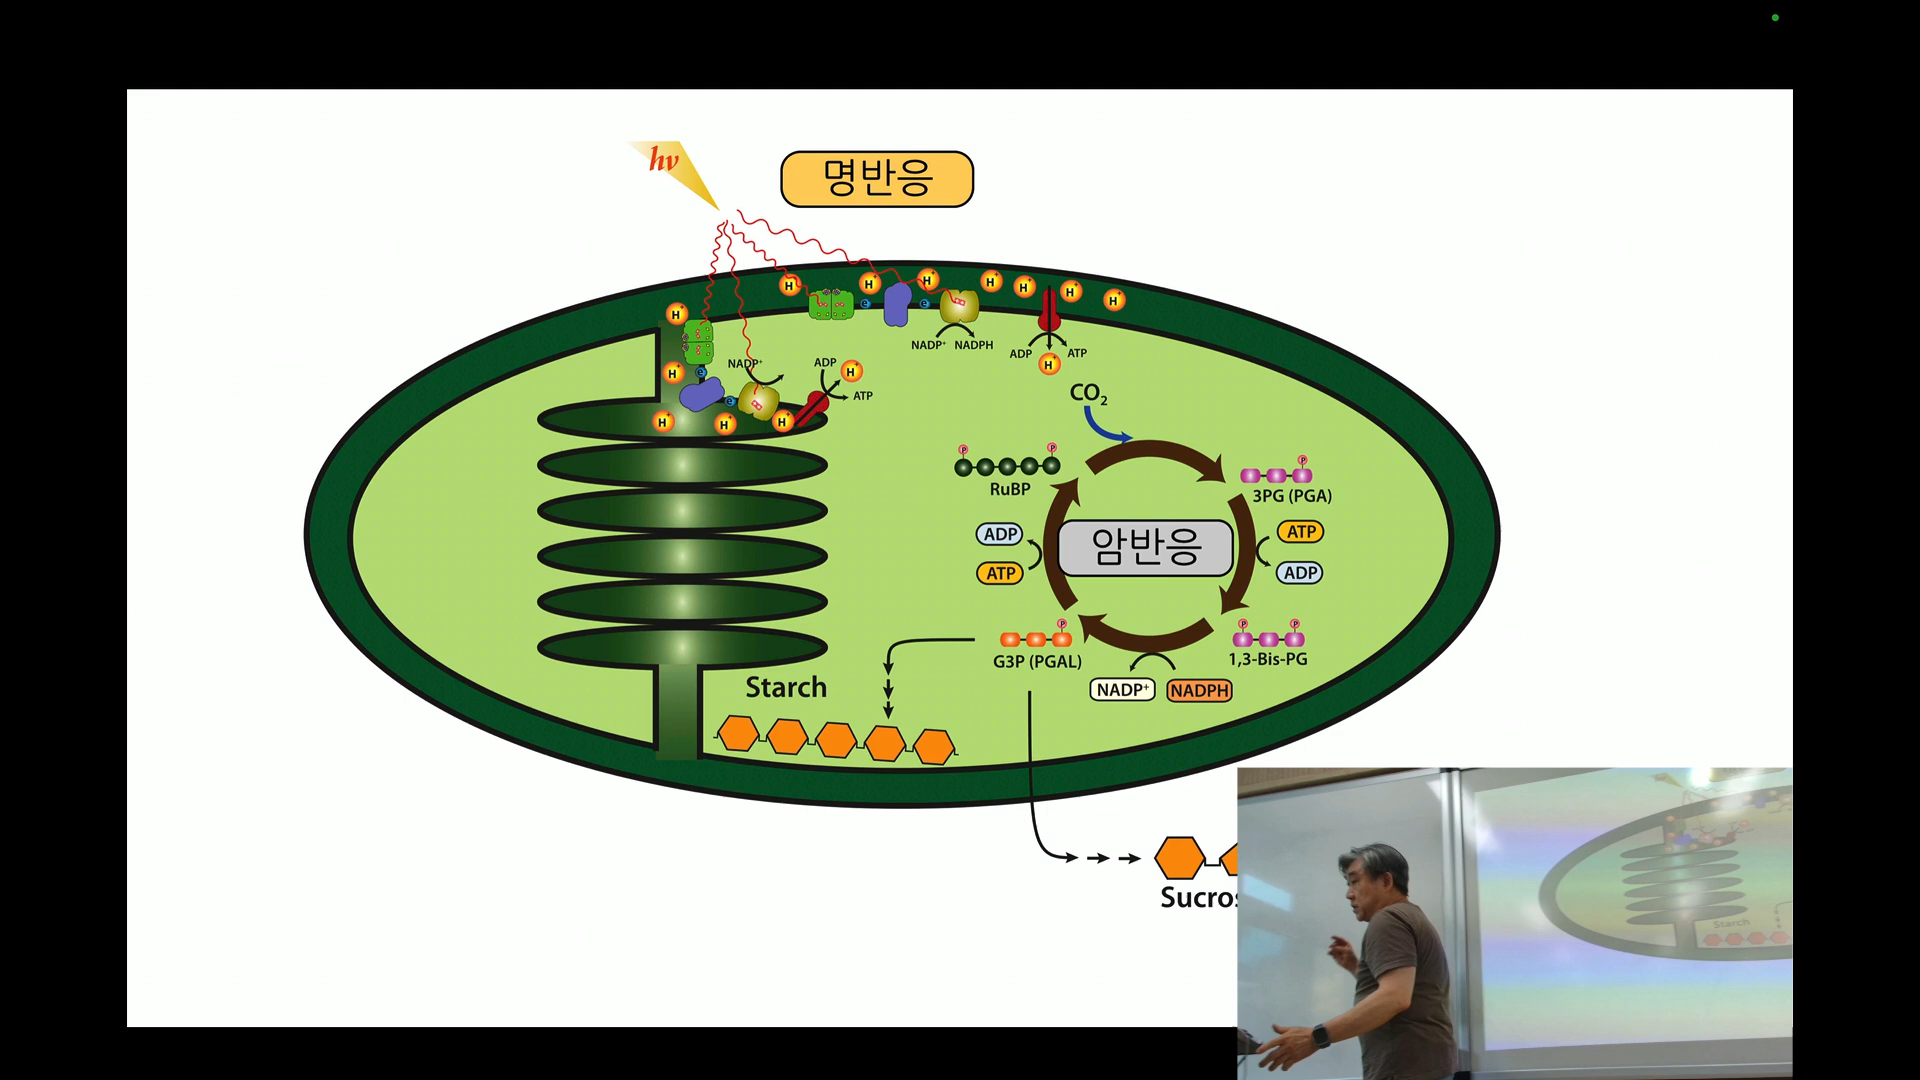 hν
명반응
H+ H+ H+ H+ H+ H+ H+
H+
e- e-
NADP+ NADPH
ADP ATP
H+
H+
e-
NADP+
ADP
H+
ATP
e-
H+ H+ H+
CO2
P P
RuBP
P
3PG (PGA)
ADP
ATP
암반응
ATP
ADP
P
G3P (PGAL)
P P
1,3-Bis-PG
NADP+ NADPH
Starch
Sucros
Starch